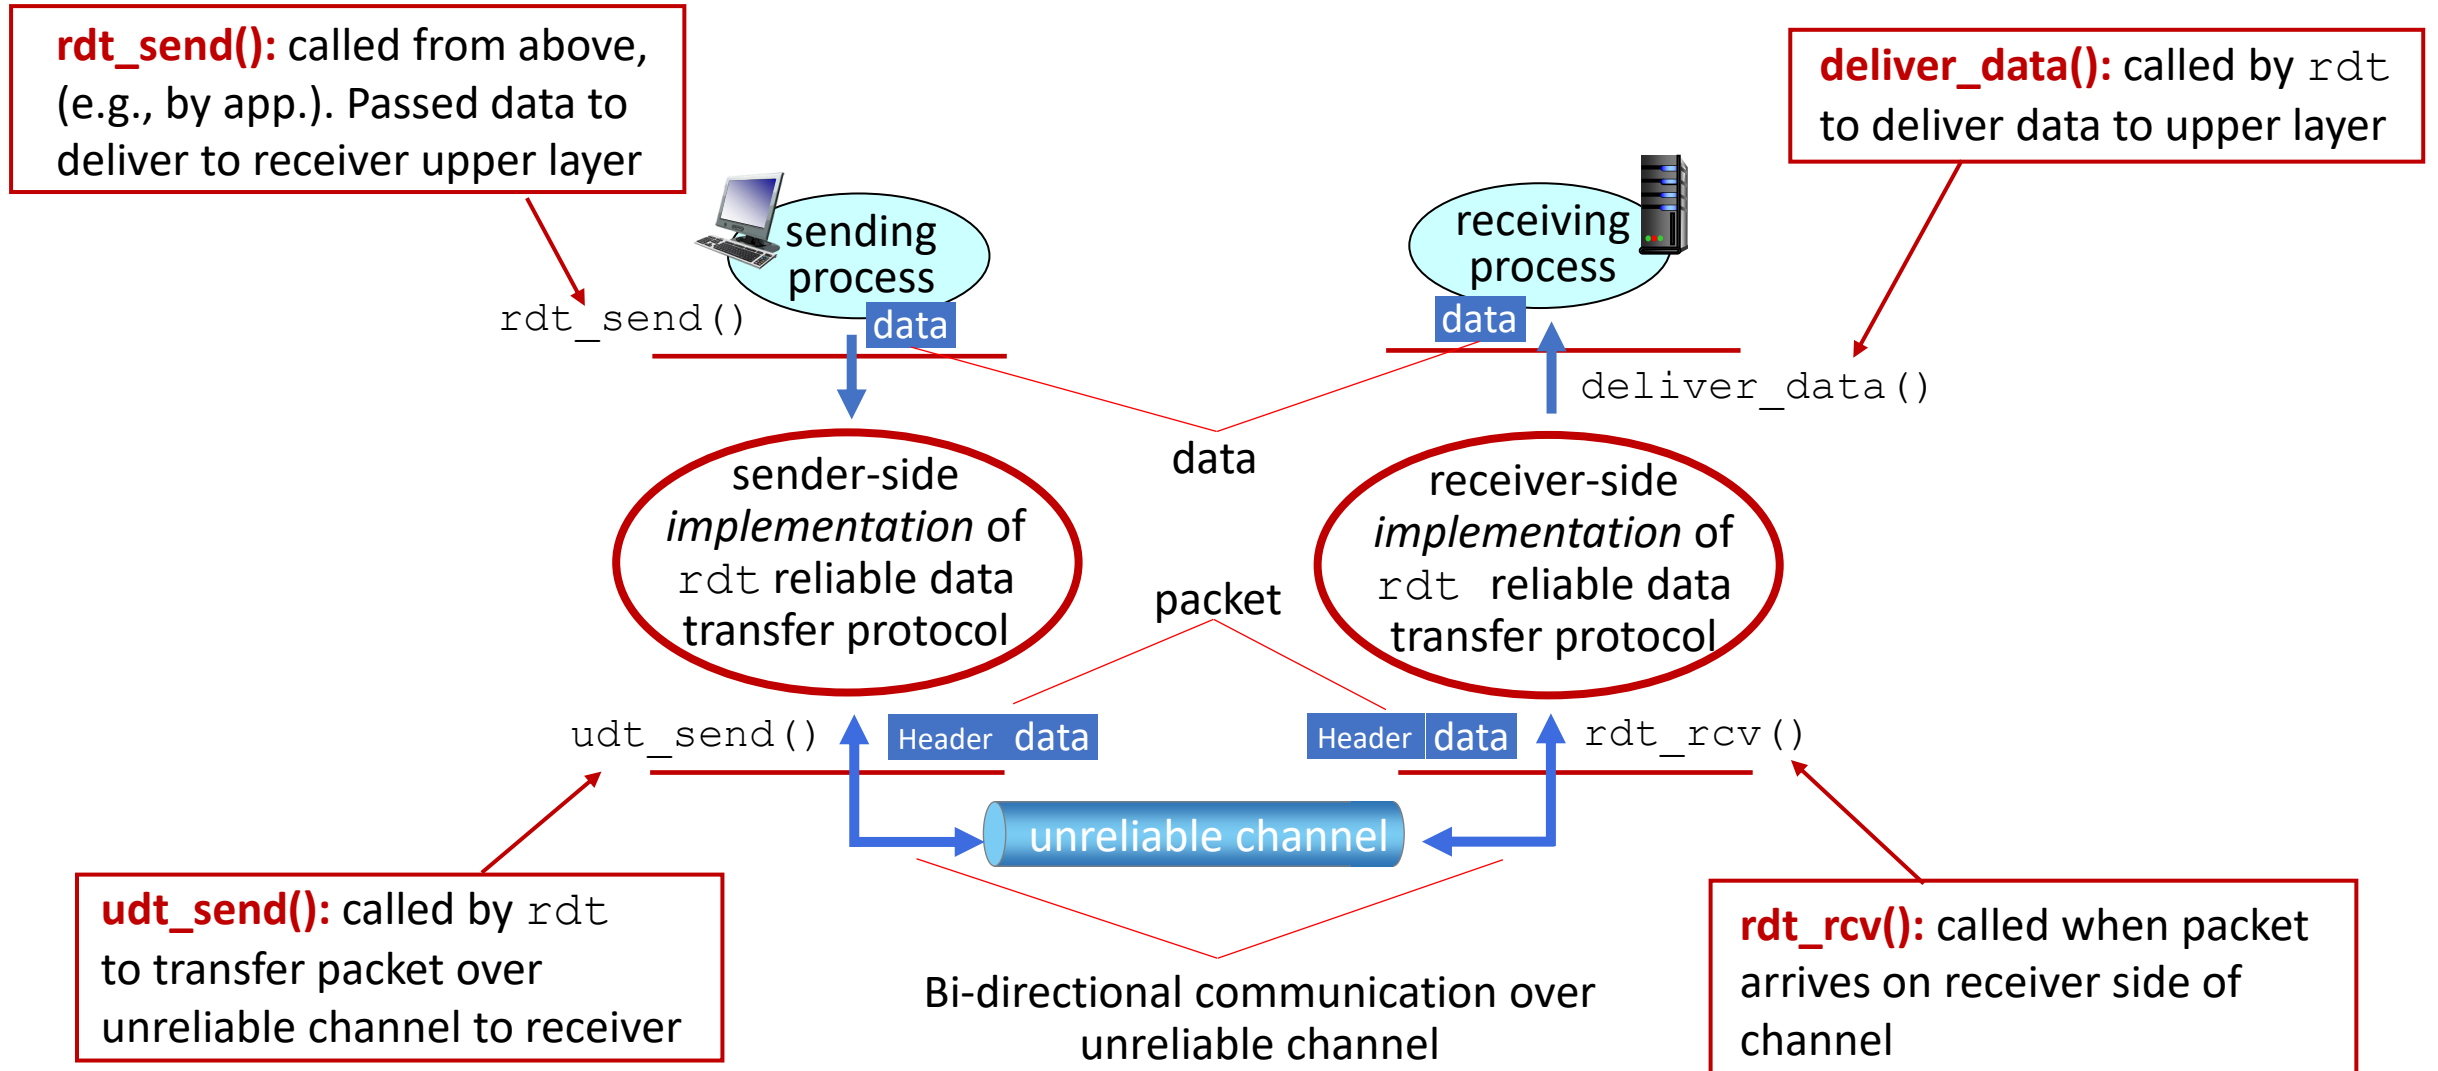 rdt_send(): called from above,
(e.g., by app.). Passed data to
deliver to receiver upper layer
deliver_data(): called by rdt
to deliver data to upper layer
sending
process
receiving
process
rdt_send()
data
data
deliver_data()
data
sender-side
implementation of
rdt reliable data
transfer protocol
receiver-side
implementation of
rdt reliable data
transfer protocol
packet
udt_send()
Header data
Header data
rdt_rcv()
unreliable channel
udt_send(): called by rdt
to transfer packet over
unreliable channel to receiver
Bi-directional communication over
unreliable channel
rdt_rcv(): called when packet
arrives on receiver side of
channel